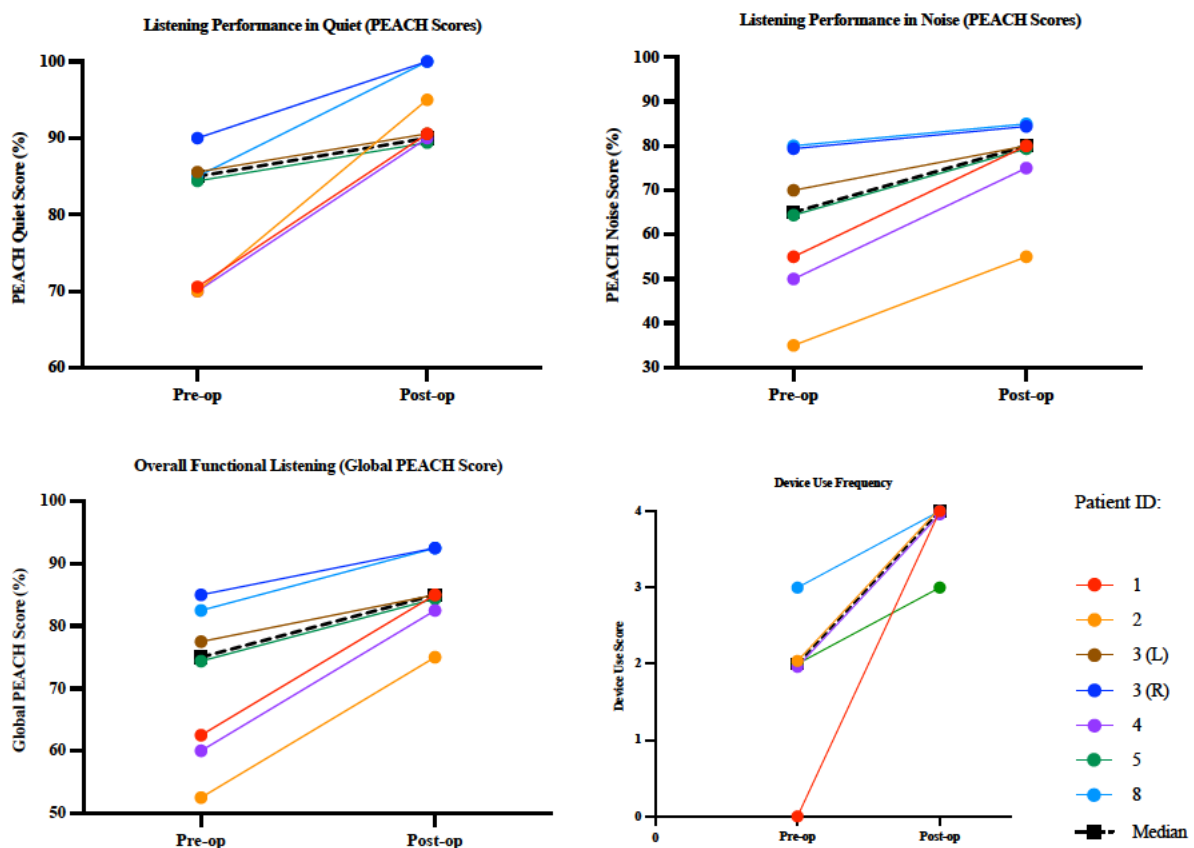 Listening Performance in Quiet (PEACH Scores)
PEACH Quiet Score (%)
100
90
80
70
60
Pre-op
Post-op
Listening Performance in Noise (PEACH Scores)
PEACH Noise Score (%)
100
90
80
70
60
50
40
30
Pre-op
Post-op
Overall Functional Listening (Global PEACH Score)
Global PEACH Score (%)
100
90
80
70
60
50
Pre-op
Post-op
Device Use Frequency
Device Use Score
4
3
2
1
0
0
Pre-op
Post-op
Patient ID:
1
2
3 (L)
3 (R)
4
5
8
Median